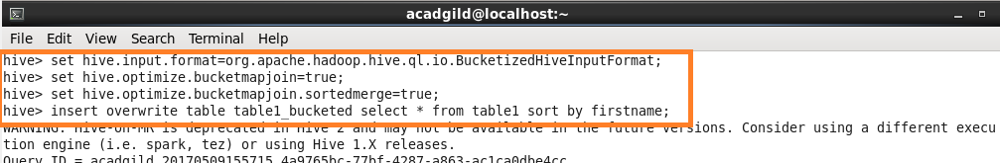 acadgild@localhost:~
File Edit View Search Terminal Help
hive> set hive.input.format=org.apache.hadoop.hive.ql.io.BucketizedHiveInputFormat;
hive> set hive.optimize.bucketmapjoin=true;
hive> set hive.optimize.bucketmapjoin.sortedmerge=true;
hive> insert overwrite table table1_bucketed select * from table1 sort by firstname;
WARNING: Hive-on-MR is deprecated in Hive 2 and may not be available in the future versions. Consider using a different execu
tion engine (i.e. spark, tez) or using Hive 1.X releases.
Query ID = acadgild_20170509155715_4a9765bc-77bf-4287-a863-ac1ca0dbe4cc